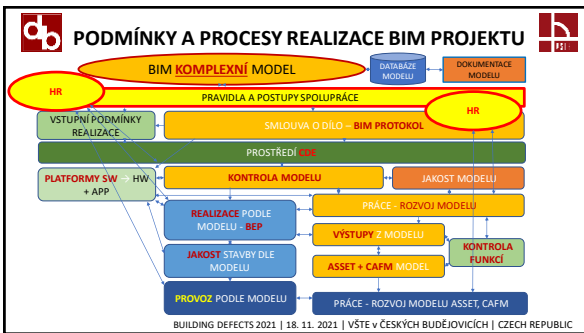 PODMÍNKY A PROCESY REALIZACE BIM PROJEKTU
BIM KOMPLEXNÍ MODEL
DATABÁZE
MODELU
DOKUMENTACE
MODELU
HR
PRAVIDLA A POSTUPY SPOLUPRÁCE
HR
VSTUPNÍ PODMÍNKY
REALIZACE
SMLOUVA O DÍLO – BIM PROTOKOL
PROSTŘEDÍ CDE
PLATFORMY SW → HW
+ APP
KONTROLA MODELU
JAKOST MODELU
REALIZACE PODLE
MODELU - BEP
PRÁCE - ROZVOJ MODELU
VÝSTUPY Z MODELU
KONTROLA
FUNKCÍ
JAKOST STAVBY DLE
MODELU
ASSET + CAFM MODEL
PROVOZ PODLE MODELU
PRÁCE - ROZVOJ MODELU ASSET, CAFM
BUILDING DEFECTS 2021 | 18. 11. 2021 | VŠTE v ČESKÝCH BUDĚJOVICÍCH | CZECH REPUBLIC